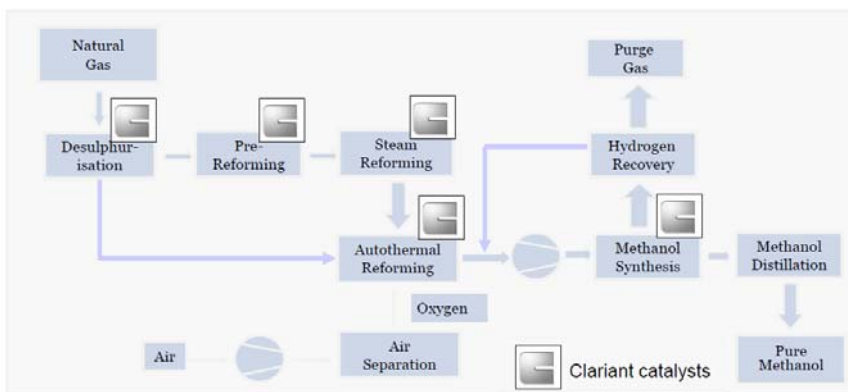 Natural
Gas
Purge
Gas
Desulphur-
isation
Pre-
Reforming
Steam
Reforming
Hydrogen
Recovery
Autothermal
Reforming
Methanol
Synthesis
Methanol
Distillation
Oxygen
Air
Air
Separation
Clariant catalysts
Pure
Methanol